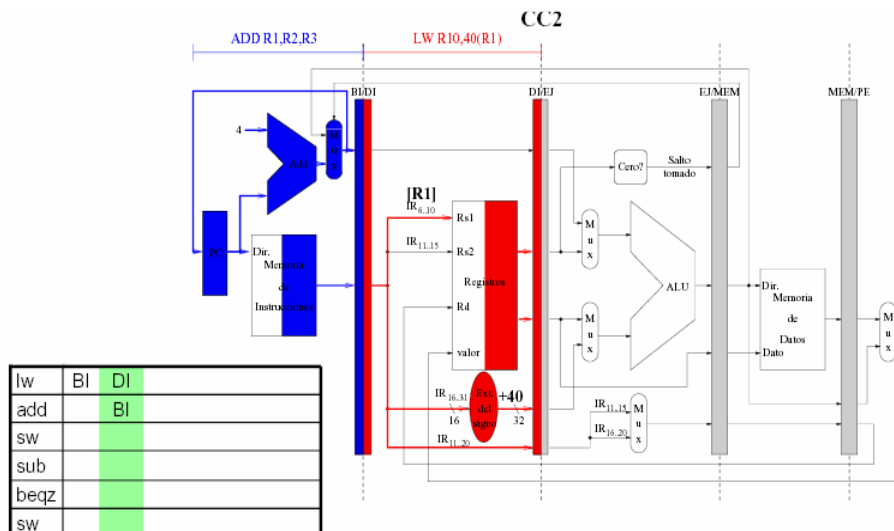 CC2
ADD R1,R2,R3
LW R10,40(R1)
BI/DI
DI/EJ
EJ/MEM
MEM/PE
4
Add
M
u
x
Cero?
Salto
tomado
[R1]
IR6..10
Rs1
IR11..15
Rs2
PC
Dir.
Memoria
de
Instrucciones
Rd
Registros
valor
M
u
x
M
u
x
ALU
Dir.
Memoria
de
Datos
Dato
M
u
x
IR16..31
16
Ext.
del
signo
+40
32
IR11..20
IR11..15
IR16..20
M
u
x
lw BI DI
add BI
sw
sub
beqz
sw